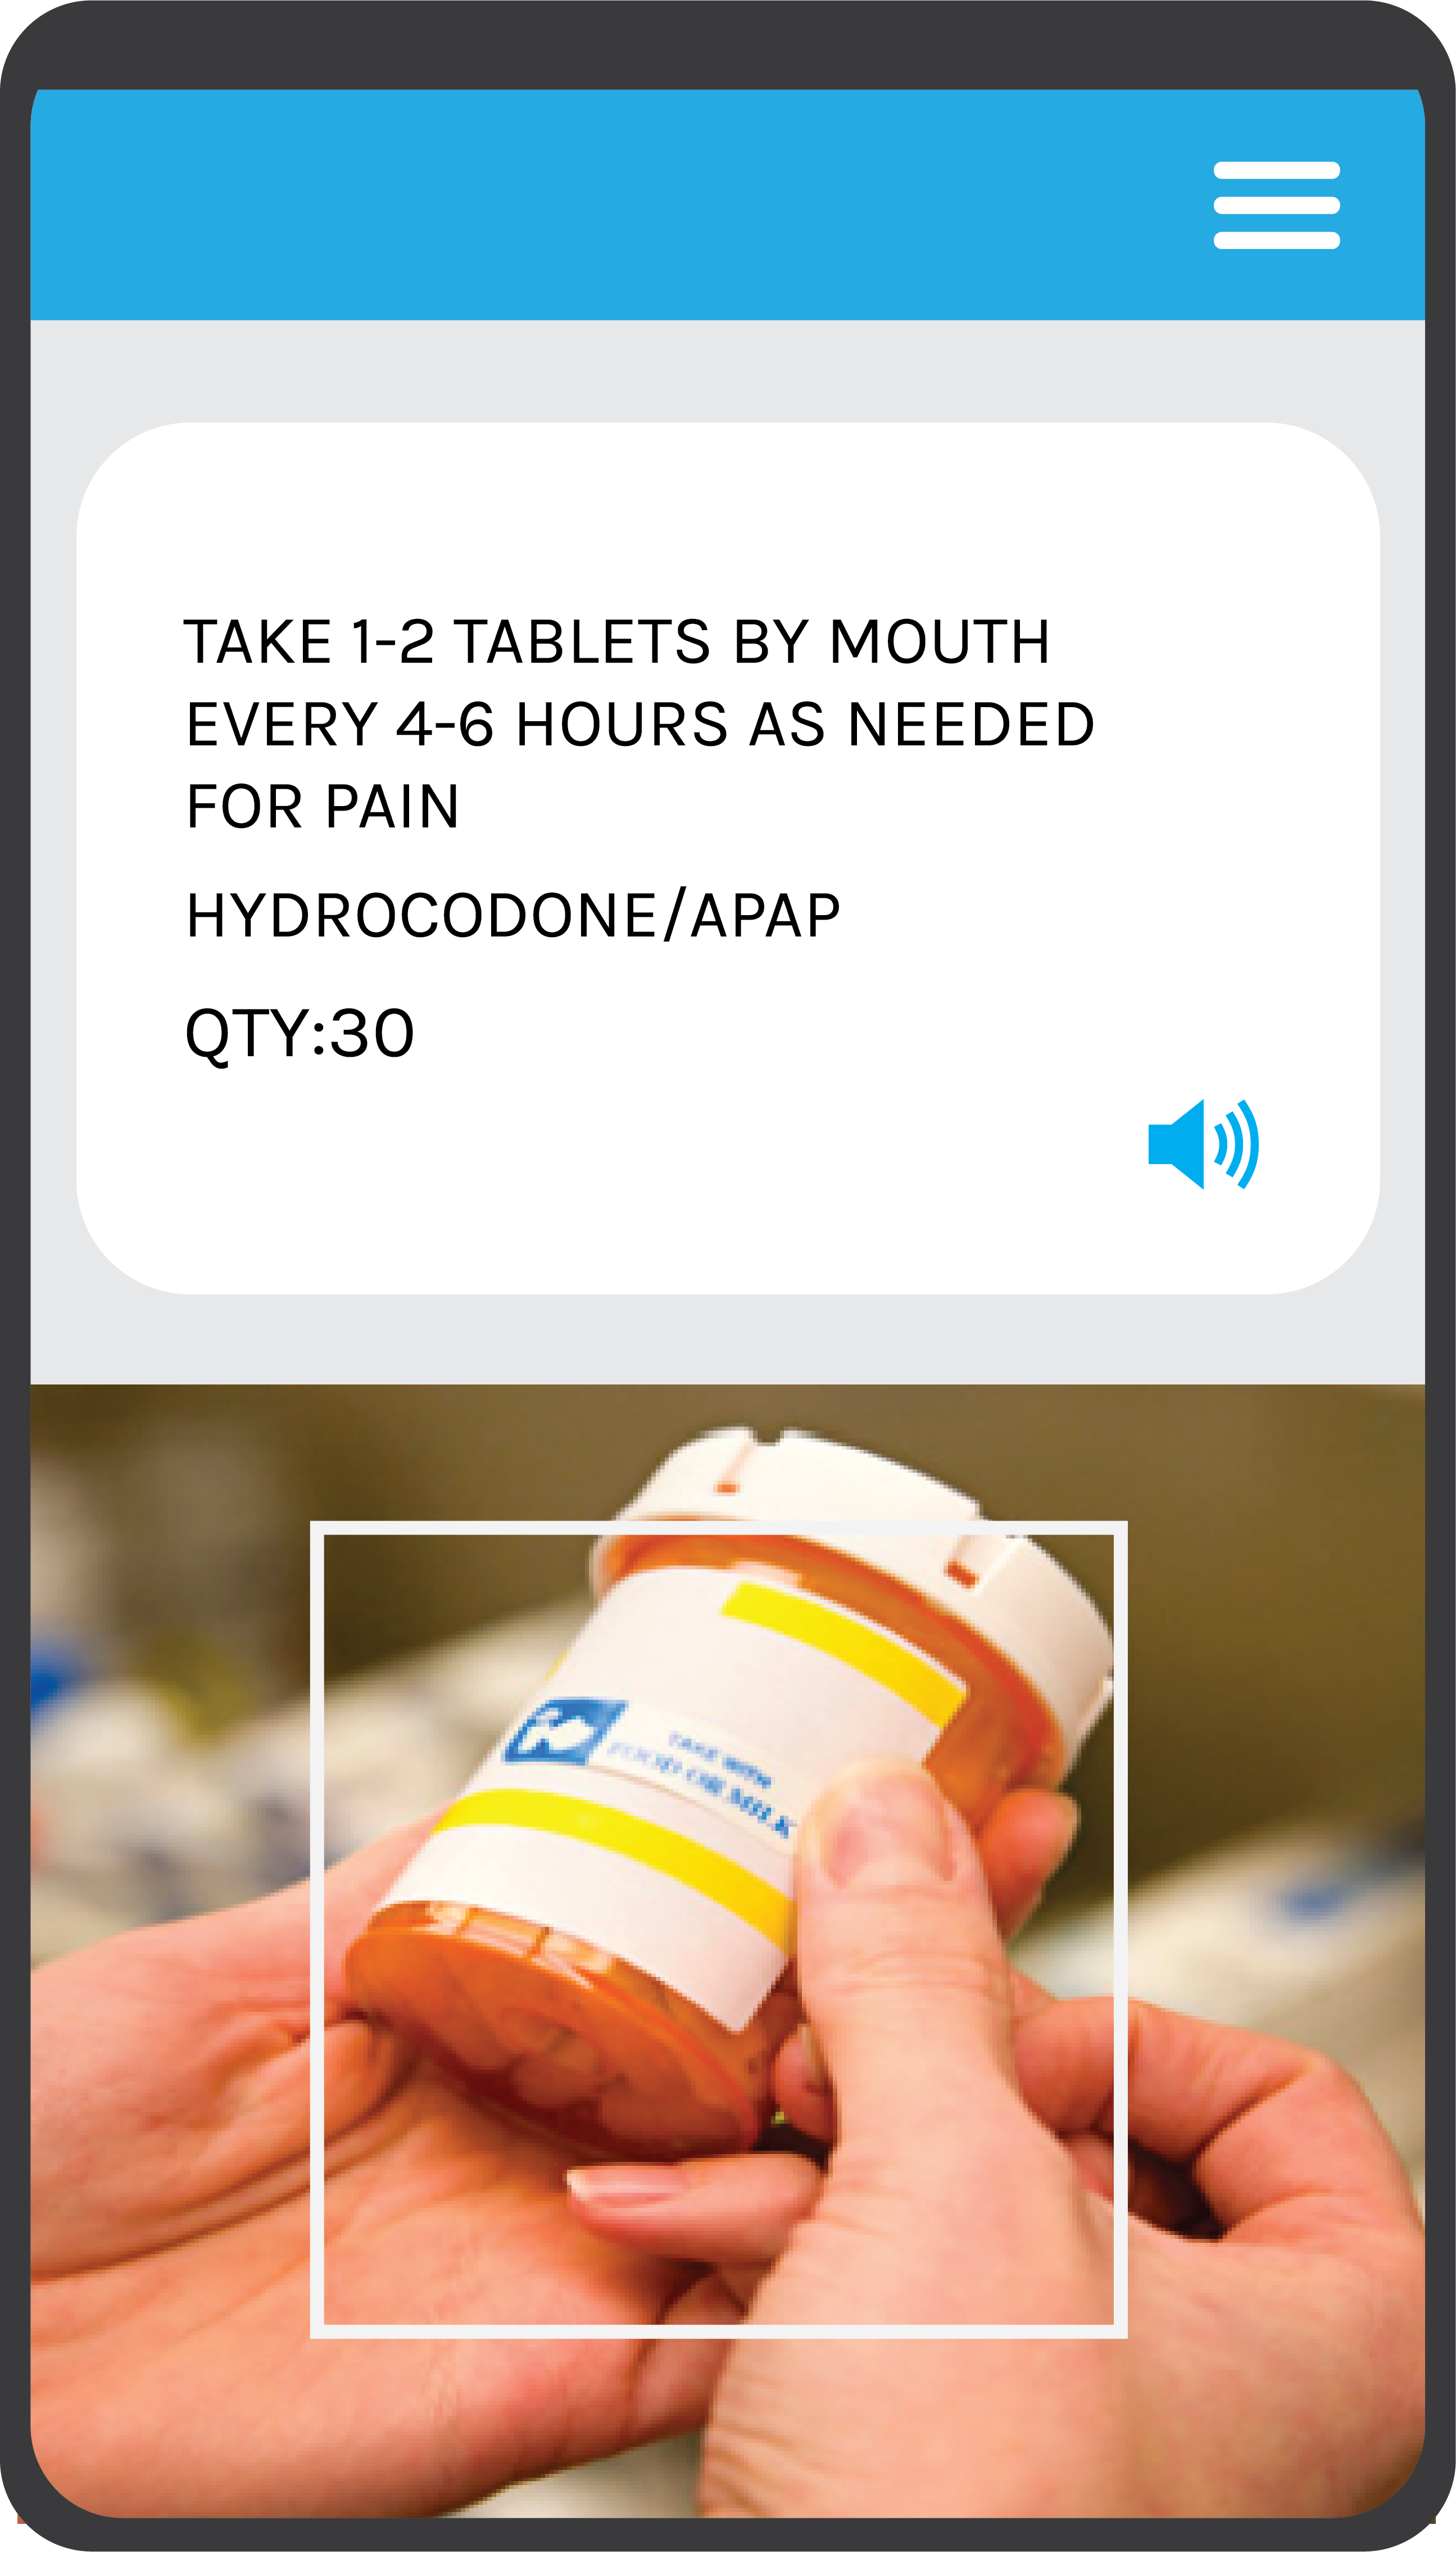 TAKE 1-2 TABLETS BY MOUTH
EVERY 4-6 HOURS AS NEEDED
FOR PAIN
HYDROCODONE/APAP
QTY:30
TAKE WITH
FOOD OR MILK